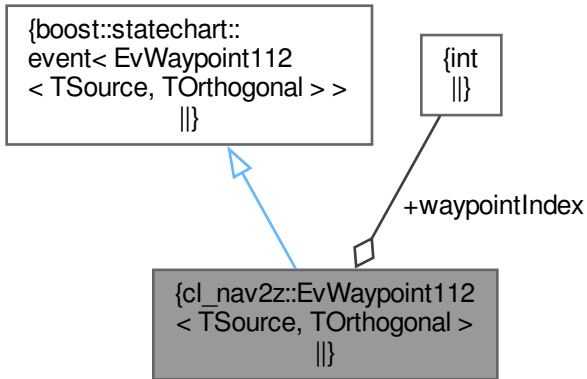 {boost::statechart::
event< EvWaypoint112
< TSource, TOrthogonal > >
||}
{int
||}
+waypointIndex
{cl_nav2z::EvWaypoint112
< TSource, TOrthogonal >
||}